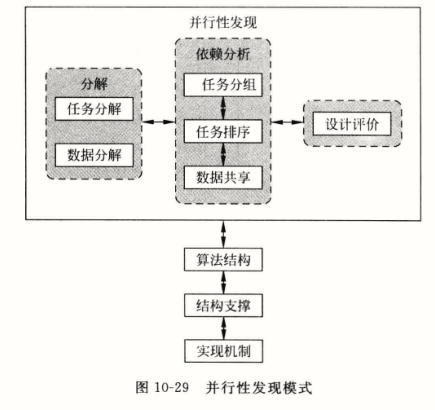 并行性发现
分解
任务分解
数据分解
依赖分析
任务分组
任务排序
数据共享
设计评价
算法结构
结构支撑
实现机制
图 10-29 并行性发现模式